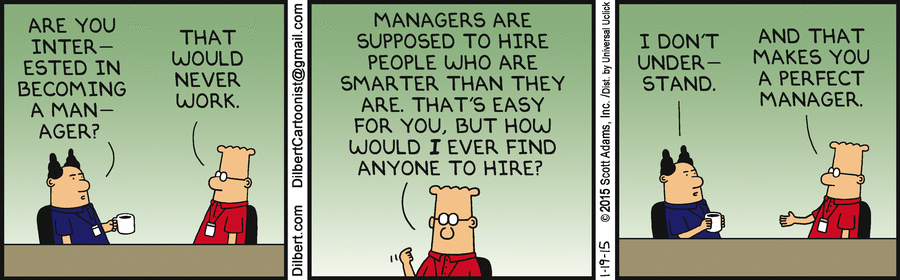 ARE YOU
INTER-
ESTED IN
BECOMING
A MAN-
AGER?
THAT
WOULD
NEVER
WORK.
Dilbert.com DilbertCartoonist@gmail.com
MANAGERS ARE
SUPPOSED TO HIRE
PEOPLE WHO ARE
SMARTER THAN THEY
ARE. THAT'S EASY
FOR YOU, BUT HOW
WOULD I EVER FIND
ANYONE TO HIRE?
1-19-15 © 2015 Scott Adams, Inc. /Dist. by Universal Uclick
I DON'T
UNDER-
STAND.
AND THAT
MAKES YOU
A PERFECT
MANAGER.